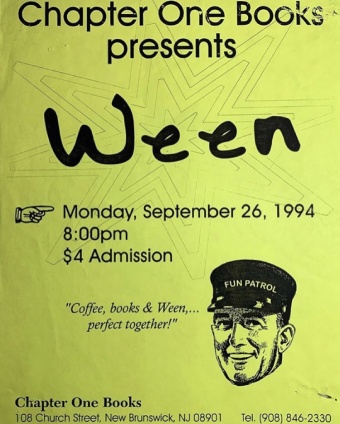 Chapter One Books
presents
Ween
Monday, September 26, 1994
8:00pm
$4 Admission
FUN PATROL
"Coffee, books & Ween,...
perfect together!"
Chapter One Books
108 Church Street, New Brunswick, NJ 08901 Tel. (908) 846-2330